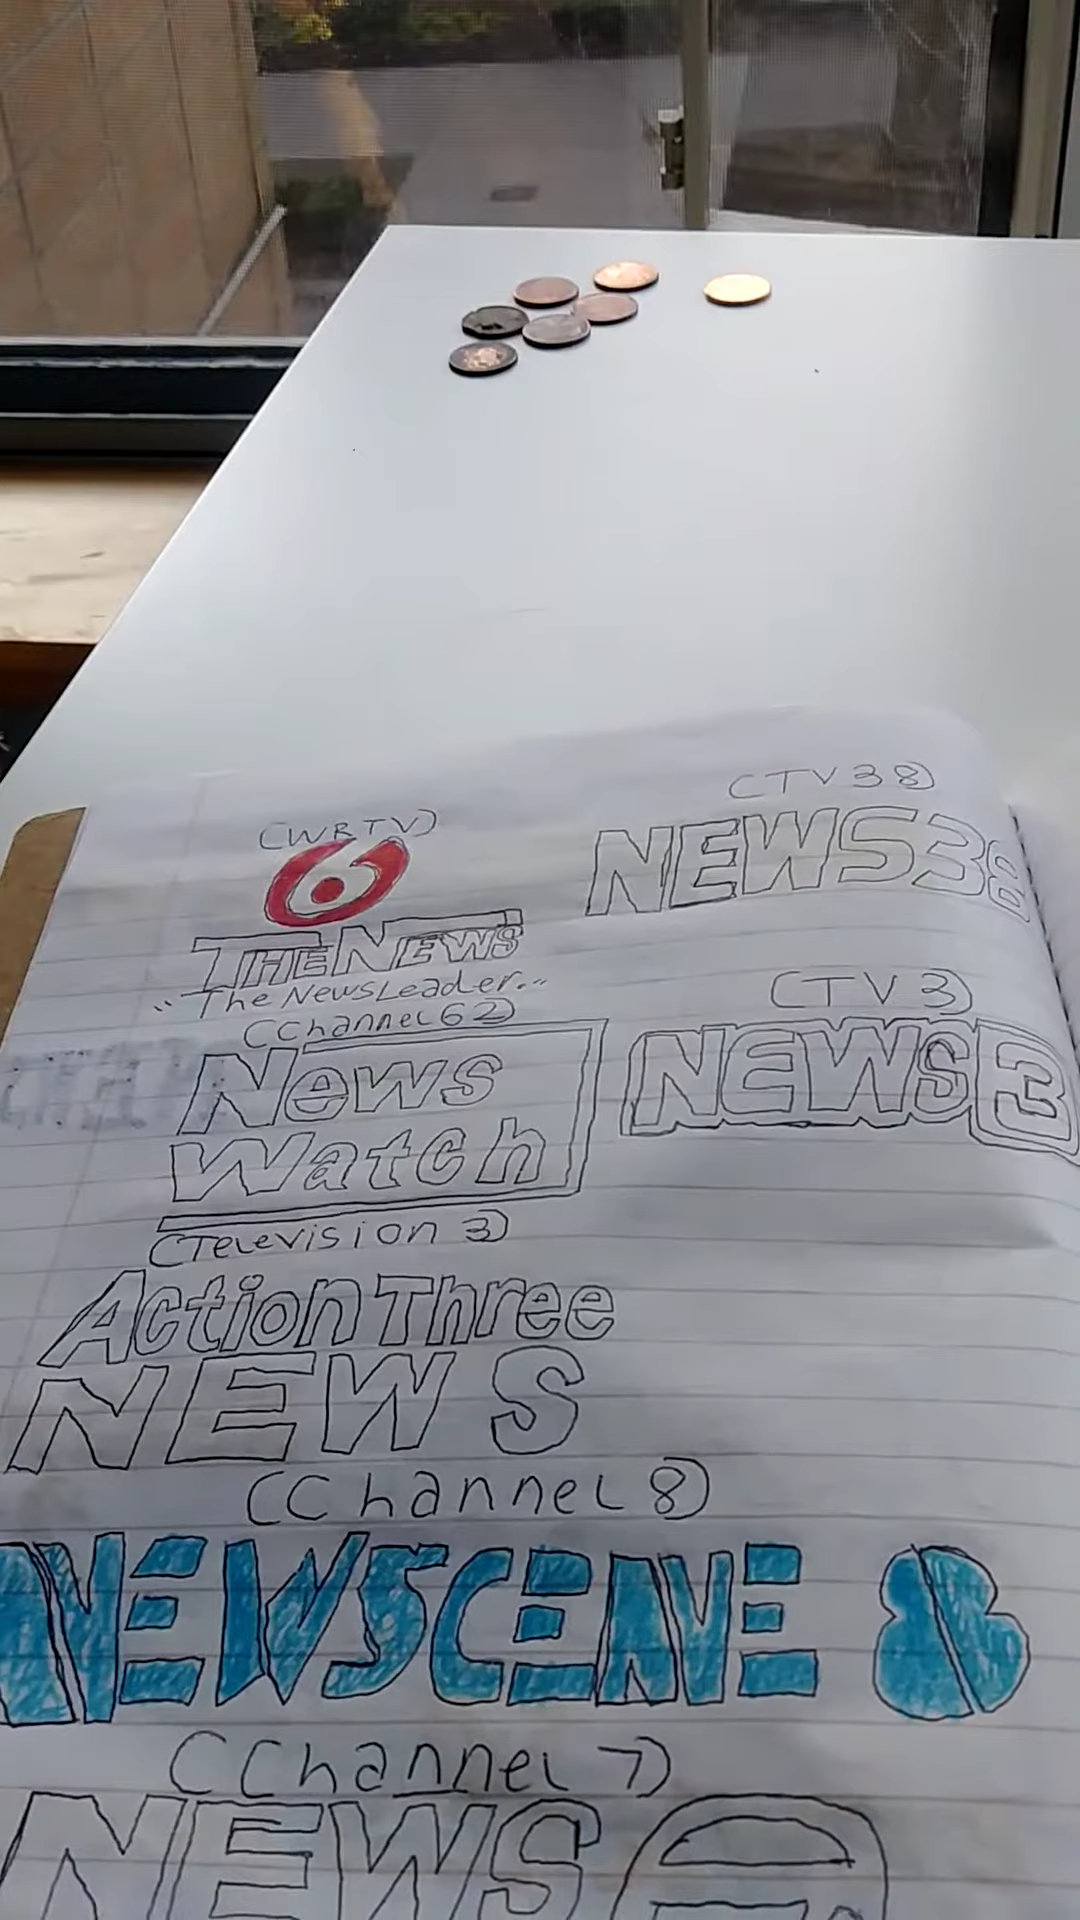 (WRTV)
6
THE NEWS
"The NewsLeader."
(Channel 62)
News
Watch
(Television 3)
Action Three
NEWS
(Channel 8)
NEWSCENE 8
(Channel 7)
NEWS
(TV 38)
NEWS38
(TV 3)
NEWS3